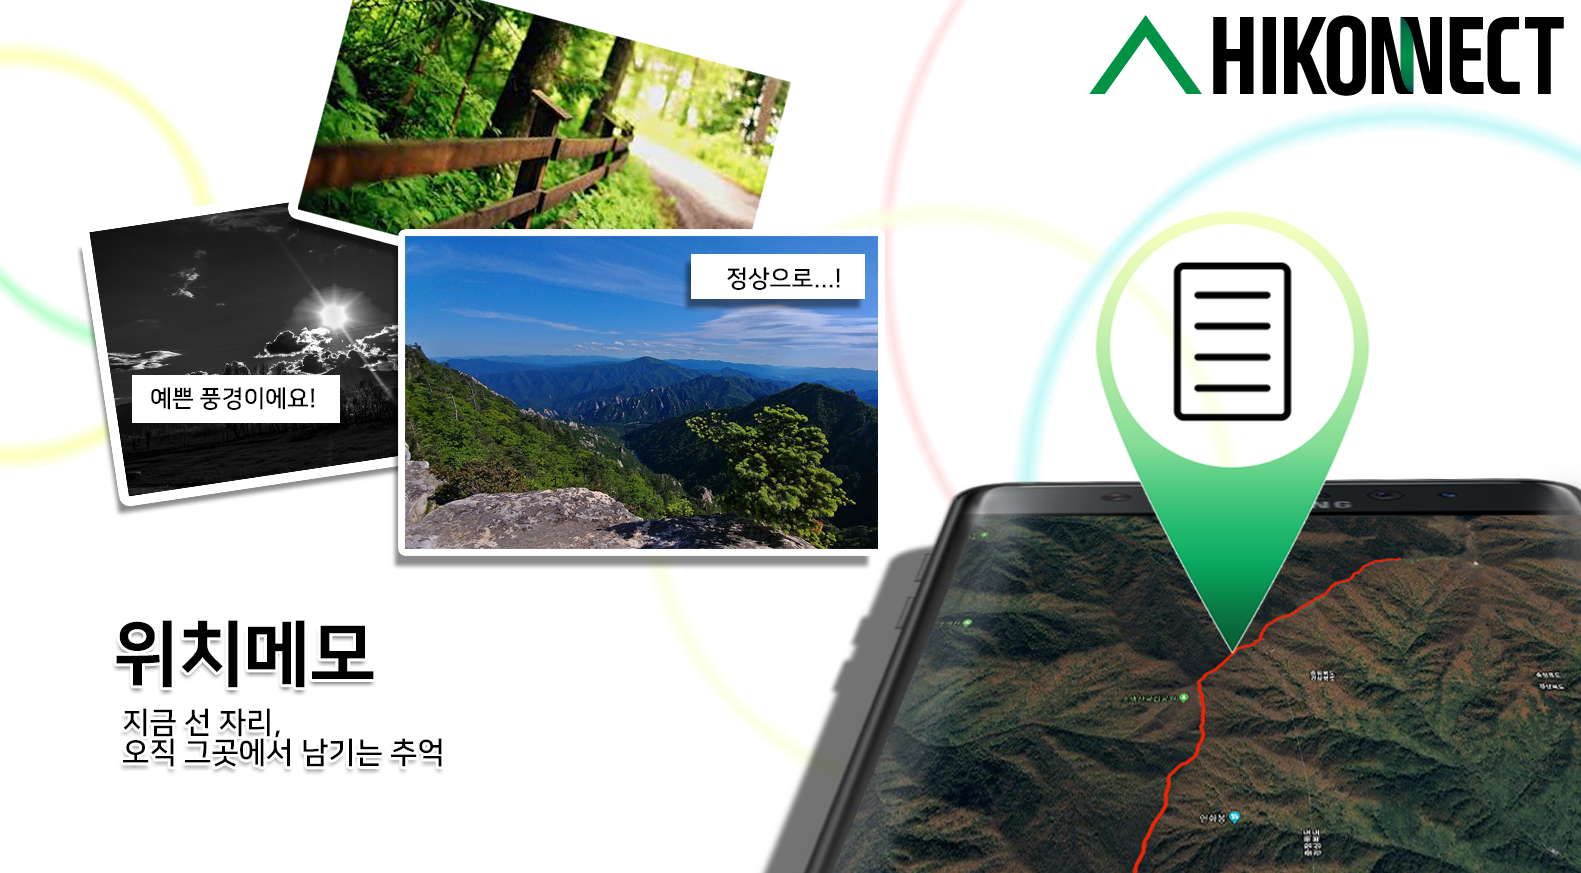 HIKONNECT
정상으로...!
예쁜 풍경이에요!
위치메모
지금 선 자리,
오직 그곳에서 남기는 추억